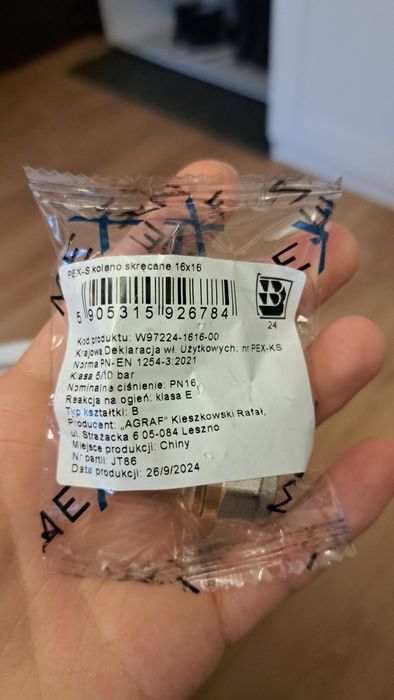 PEX-S kolano skręcane 16x16
5 905315 926784
B
24
Kod produktu: W97224-1616-00
Krajowa Deklaracja wł. Użytkowych: nr PEX-KS
Norma PN-EN 1254-3:2021
Klasa 5/10 bar
Nominalne ciśnienie: PN16
Reakcja na ogień: klasa E
Typ kształtki: B
Producent: „AGRAF" Kieszkowski Rafał,
ul. Strażacka 6 05-084 Leszno
Miejsce produkcji: Chiny
Nr partii: JT86
Data produkcji: 26/9/2024